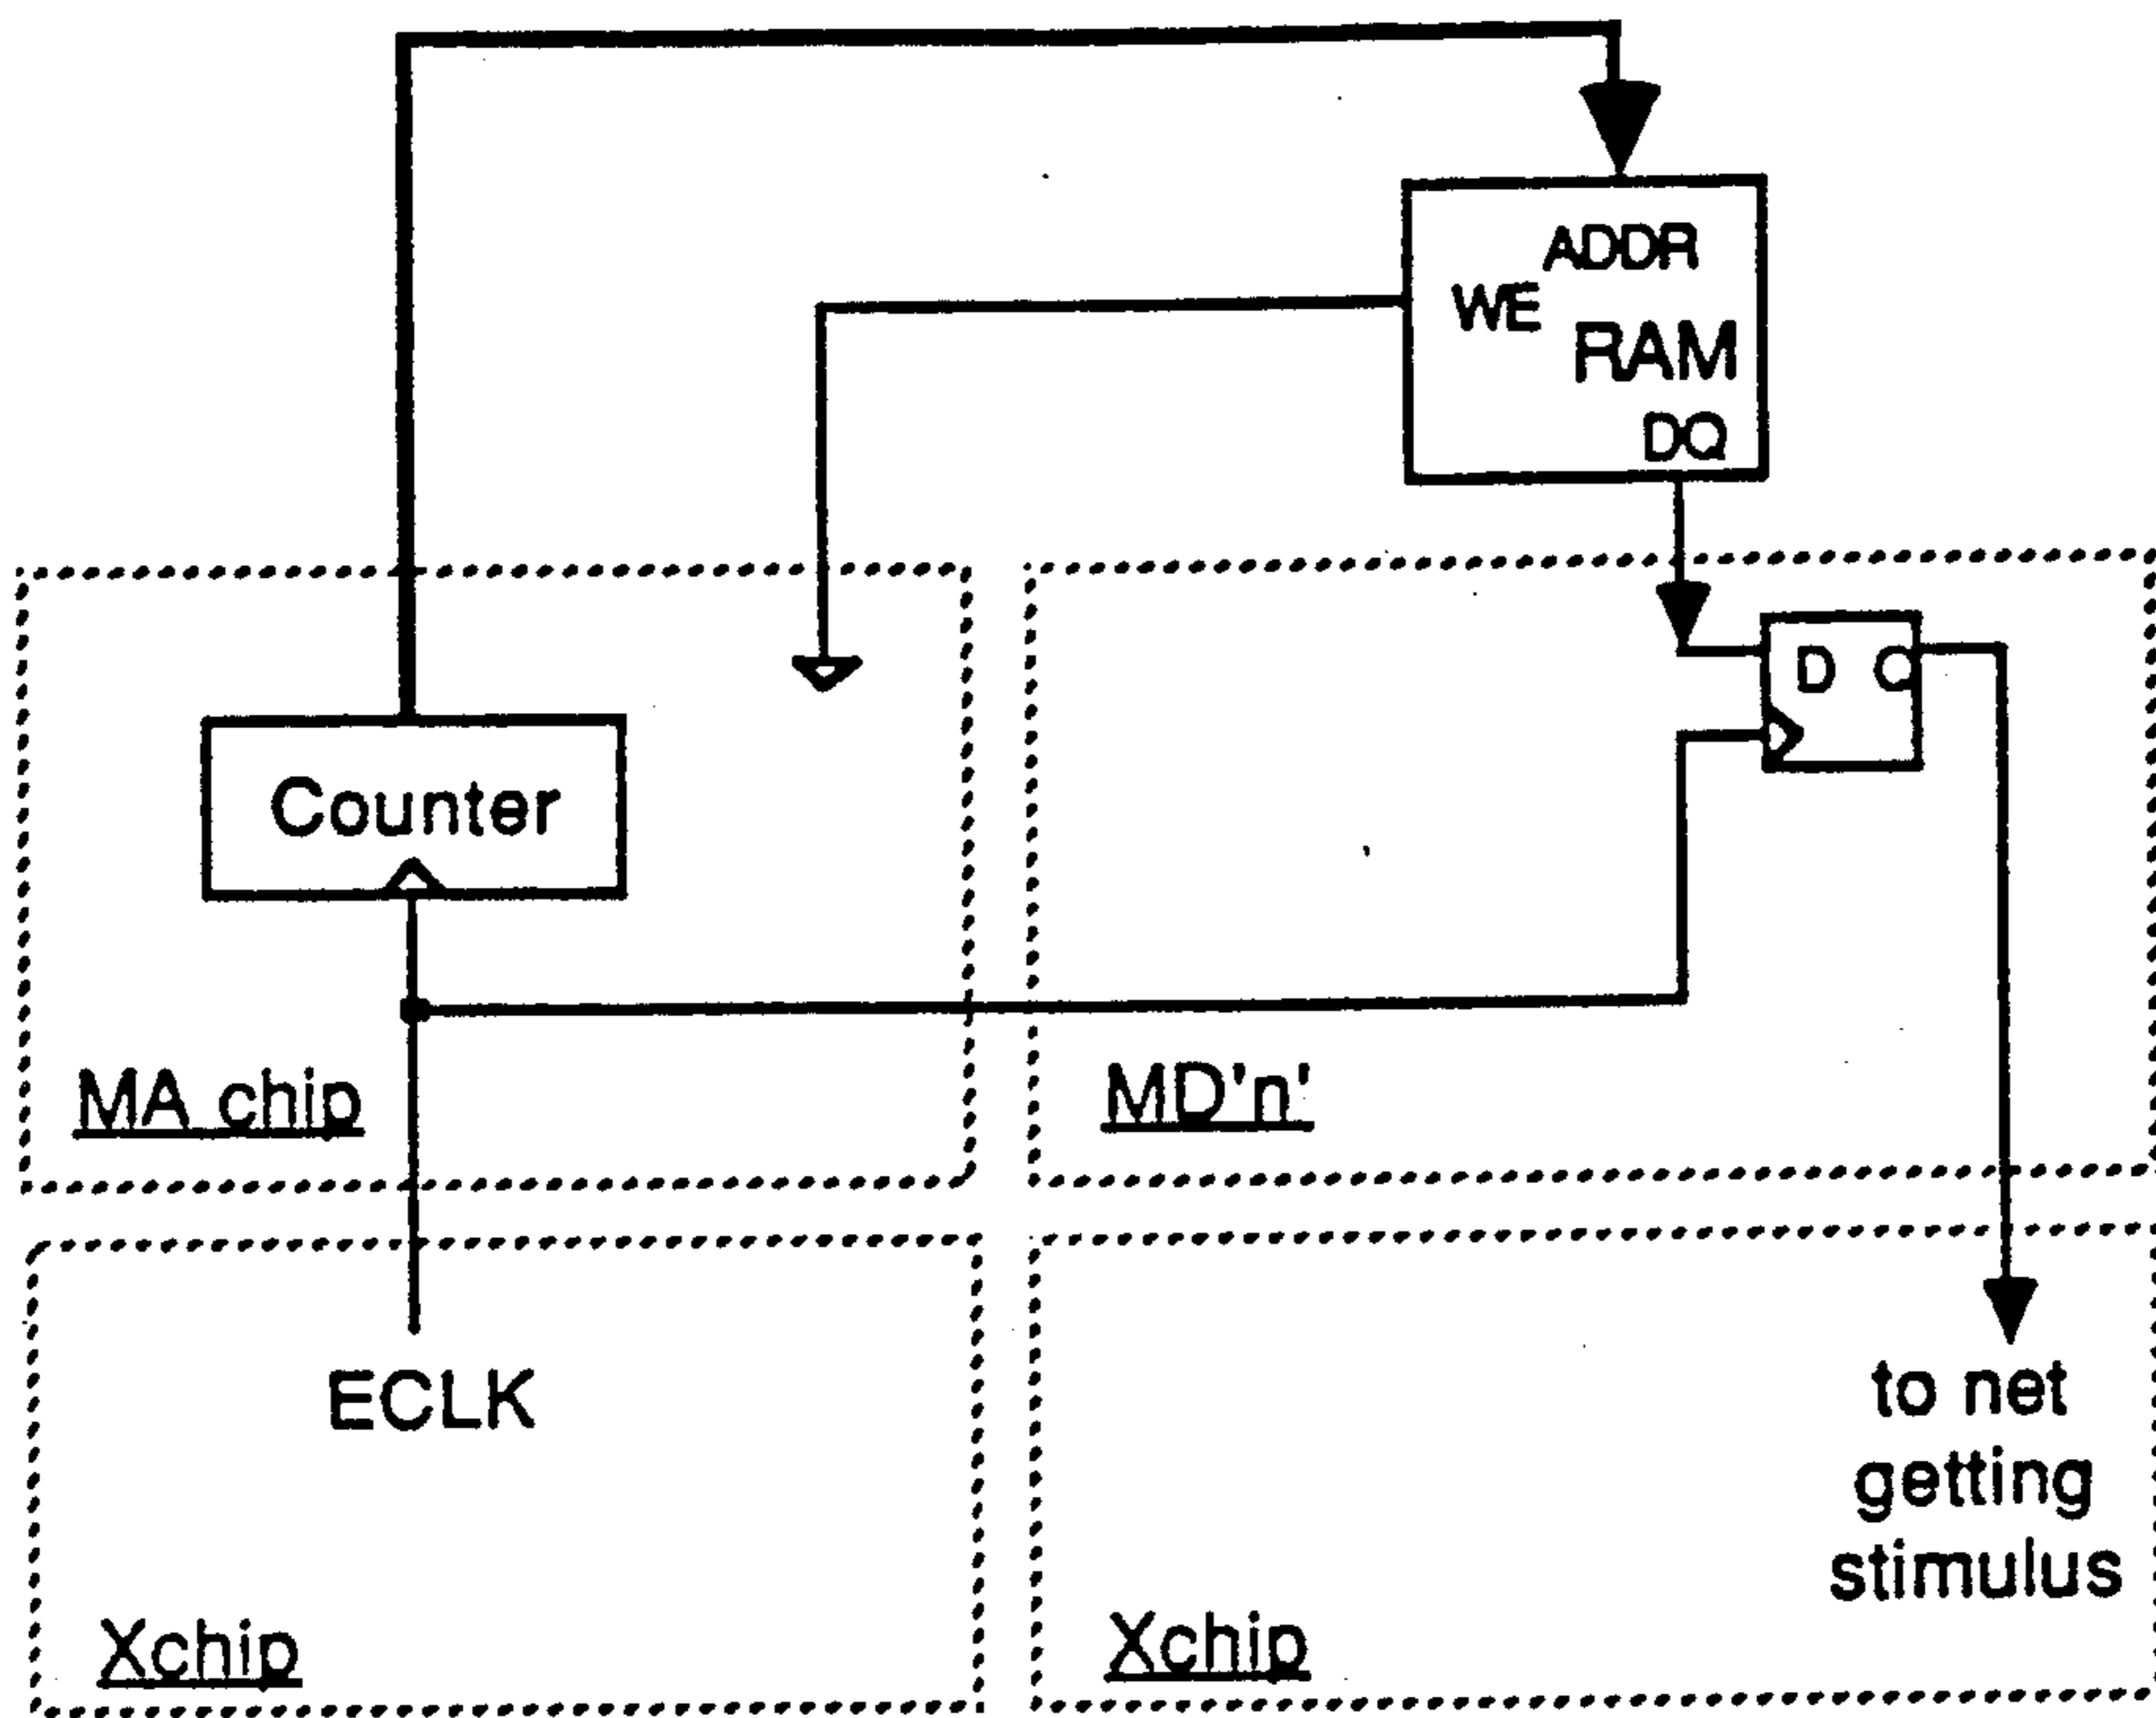 ADDR
WE
RAM
DQ
D Q
Counter
MA chip
MD'n'
ECLK
to net
getting
stimulus
Xchip
Xchip